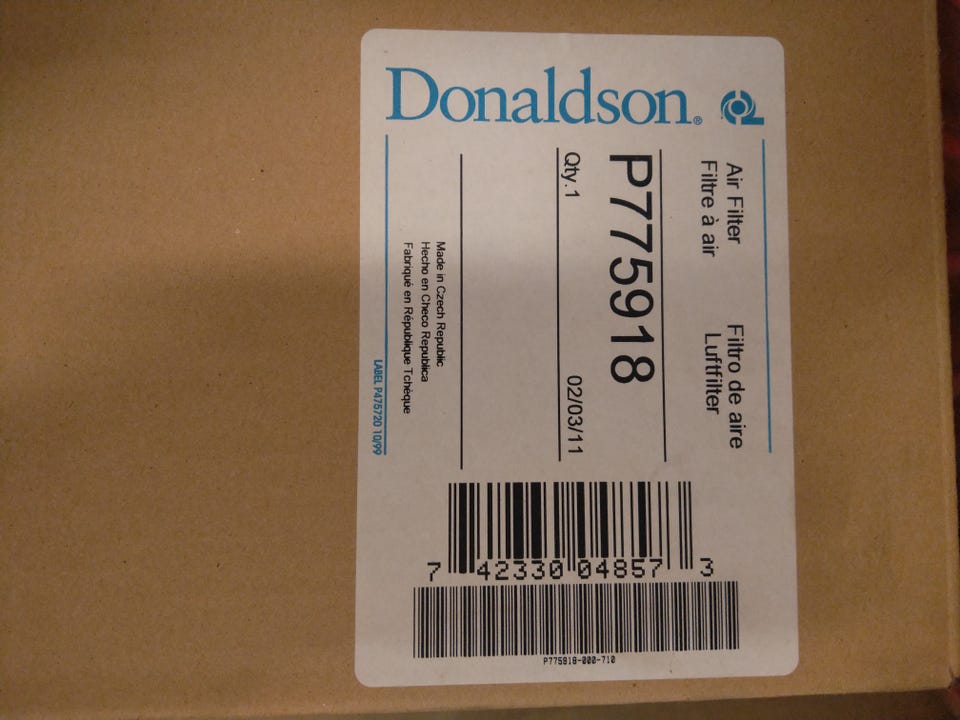 Donaldson®
Air Filter
Filtro de aire
Filtre à air
Luftfilter
P775918
Qty.1
02/03/11
Made in Czech Republic
Hecho en Checo Republica
Fabriqué en République Tchèque
LABEL P475720 10/99
7 42330 04857 3
P775918-000-710